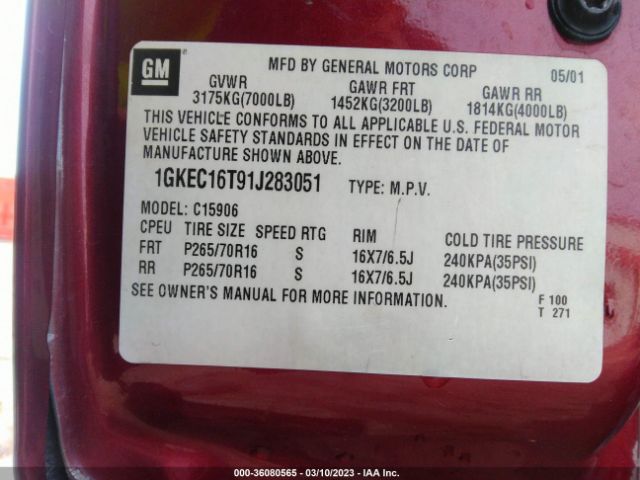 GM
MFD BY GENERAL MOTORS CORP 05/01
GVWR GAWR FRT GAWR RR
3175KG(7000LB) 1452KG(3200LB) 1814KG(4000LB)
THIS VEHICLE CONFORMS TO ALL APPLICABLE U.S. FEDERAL MOTOR
VEHICLE SAFETY STANDARDS IN EFFECT ON THE DATE OF
MANUFACTURE SHOWN ABOVE.
1GKEC16T91J283051 TYPE: M.P.V.
MODEL: C15906
CPEU TIRE SIZE SPEED RTG RIM COLD TIRE PRESSURE
FRT P265/70R16 S 16X7/6.5J 240KPA(35PSI)
RR P265/70R16 S 16X7/6.5J 240KPA(35PSI)
SEE OWNER'S MANUAL FOR MORE INFORMATION.
F 100
T 271
000-36080565 - 03/10/2023 - IAA Inc.